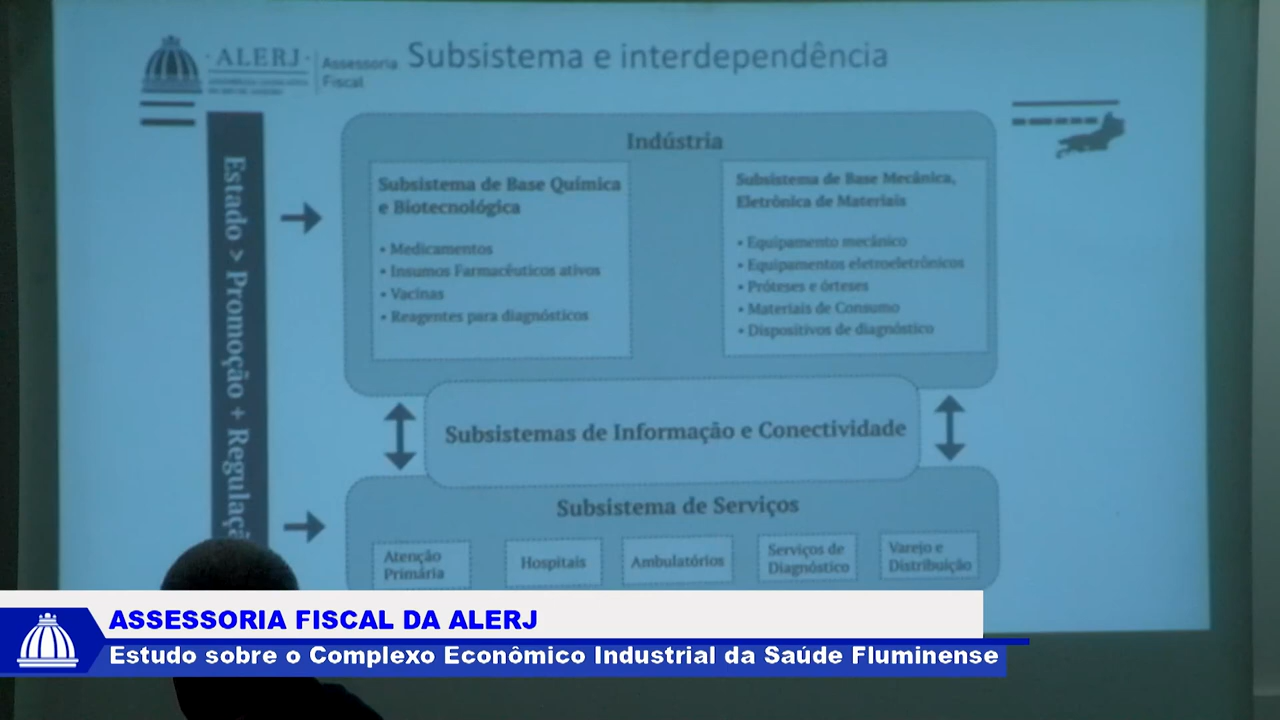 ALERJ
Assessoria
Fiscal
Subsistema e interdependência
Estado > Promoção + Regulaçã
Indústria
Subsistema de Base Química
e Biotecnológica
• Medicamentos
• Insumos Farmacêuticos ativos
• Vacinas
• Reagentes para diagnósticos
Subsistema de Base Mecânica,
Eletrônica de Materiais
• Equipamento mecânico
• Equipamentos eletroeletrônicos
• Próteses e órteses
• Materiais de Consumo
• Dispositivos de diagnóstico
Subsistemas de Informação e Conectividade
Subsistema de Serviços
Atenção
Primária
Hospitais
Ambulatórios
Serviços de
Diagnóstico
Varejo e
Distribuição
ASSESSORIA FISCAL DA ALERJ
Estudo sobre o Complexo Econômico Industrial da Saúde Fluminense